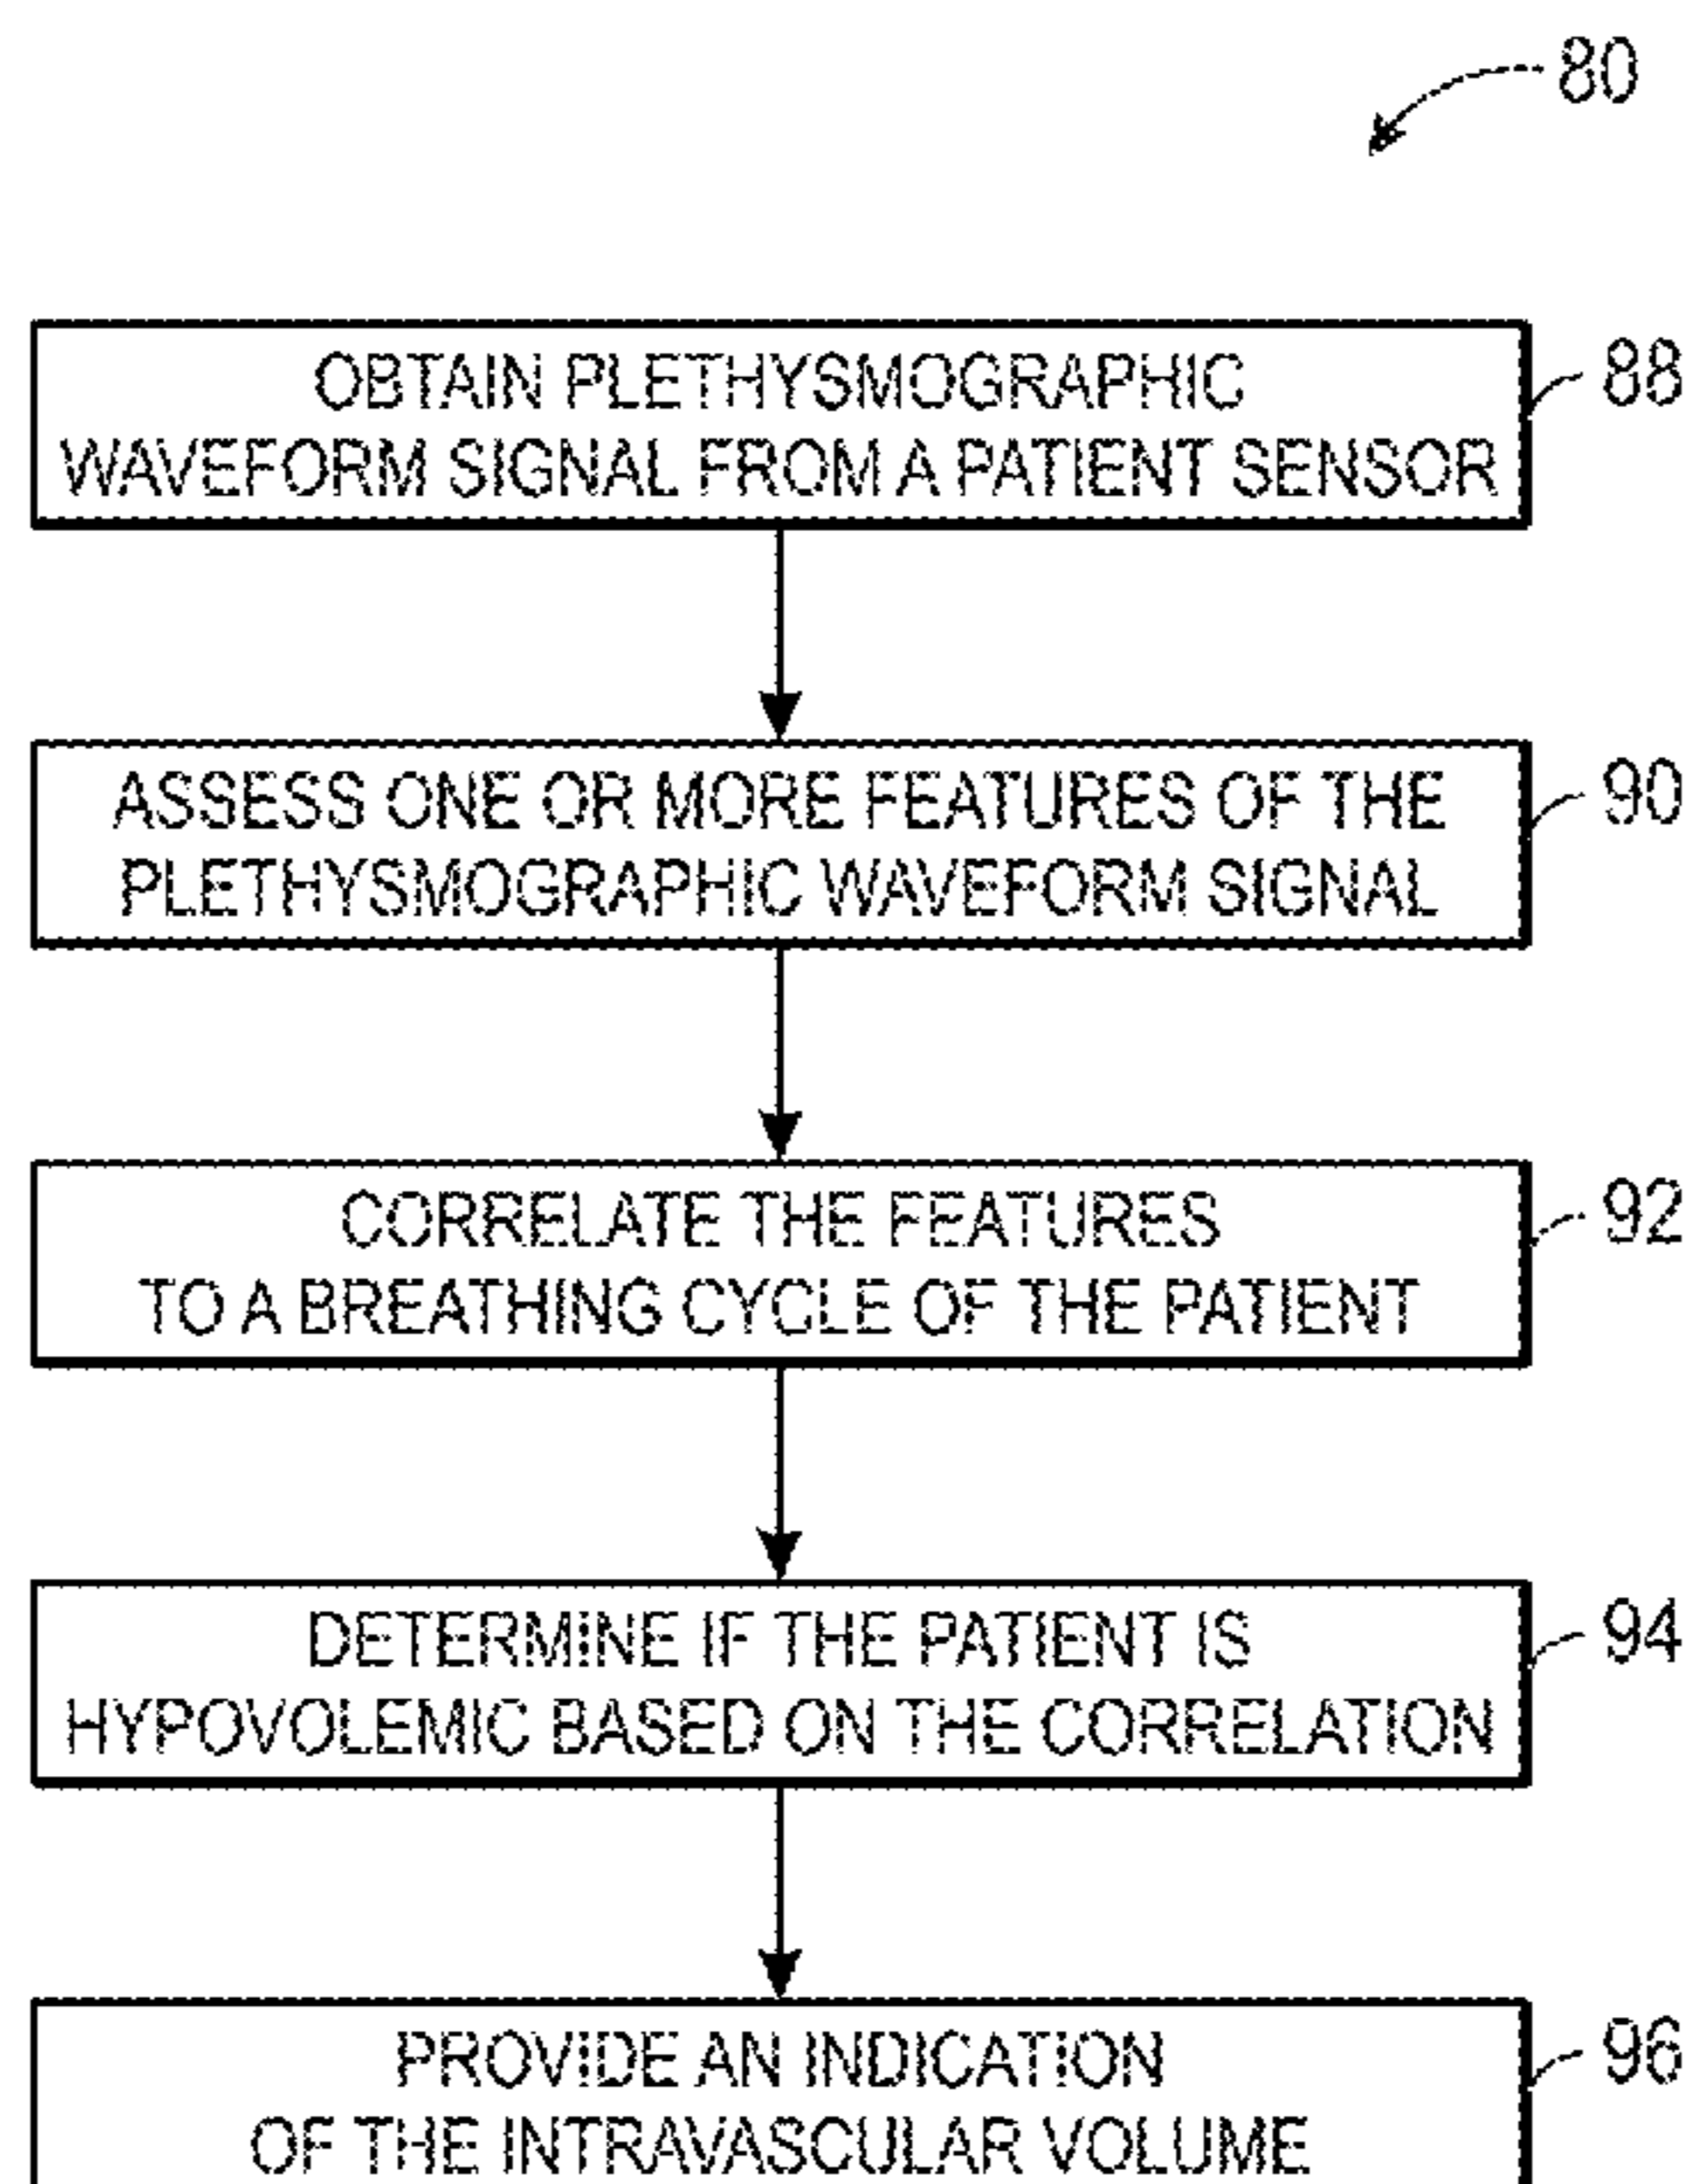 80
OBTAIN PLETHYSMOGRAPHIC
WAVEFORM SIGNAL FROM A PATIENT SENSOR
88
ASSESS ONE OR MORE FEATURES OF THE
PLETHYSMOGRAPHIC WAVEFORM SIGNAL
90
CORRELATE THE FEATURES
TO A BREATHING CYCLE OF THE PATIENT
92
DETERMINE IF THE PATIENT IS
HYPOVOLEMIC BASED ON THE CORRELATION
94
PROVIDE AN INDICATION
OF THE INTRAVASCULAR VOLUME
96